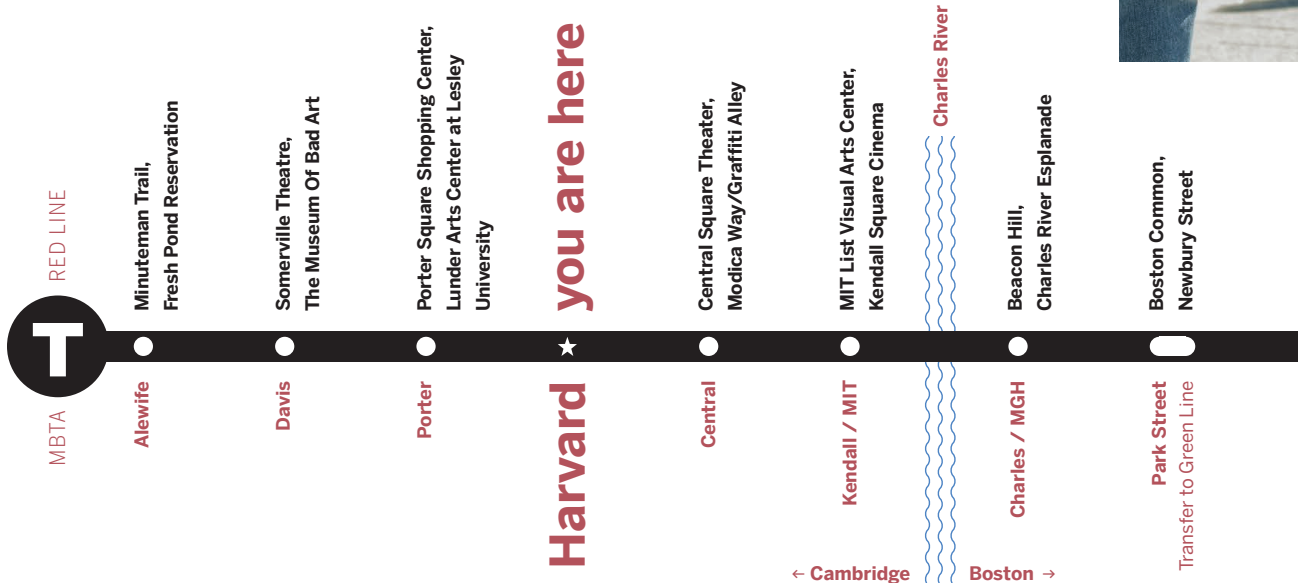 MBTA
RED LINE
T
Alewife
Minuteman Trail,
Fresh Pond Reservation
Davis
Somerville Theatre,
The Museum Of Bad Art
Porter
Porter Square Shopping Center,
Lunder Arts Center at Lesley
University
Harvard
you are here
Central
Central Square Theater,
Modica Way/Graffiti Alley
Kendall / MIT
MIT List Visual Arts Center,
Kendall Square Cinema
Charles River
← Cambridge
Boston →
Charles / MGH
Beacon Hill,
Charles River Esplanade
Park Street
Transfer to Green Line
Boston Common,
Newbury Street